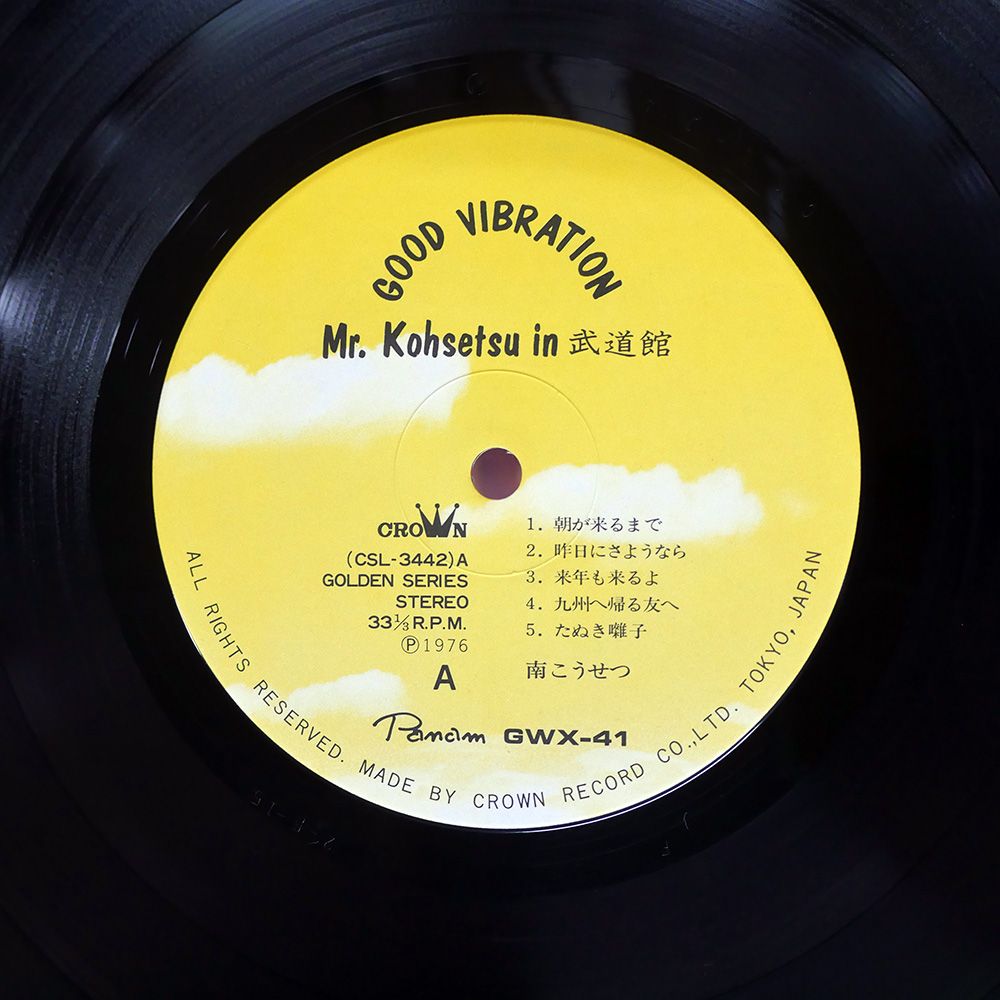 GOOD VIBRATION
Mr. Kohsetsu in 武道館
CROWN
(CSL-3442)A
GOLDEN SERIES
STEREO
33⅓ R.P.M.
Ⓟ1976
A
1. 朝が来るまで
2. 昨日にさようなら
3. 来年も来るよ
4. 九州へ帰る友へ
5. たぬき囃子
南こうせつ
Panam GWX-41
ALL RIGHTS RESERVED. MADE BY CROWN RECORD CO.,LTD. TOKYO, JAPAN